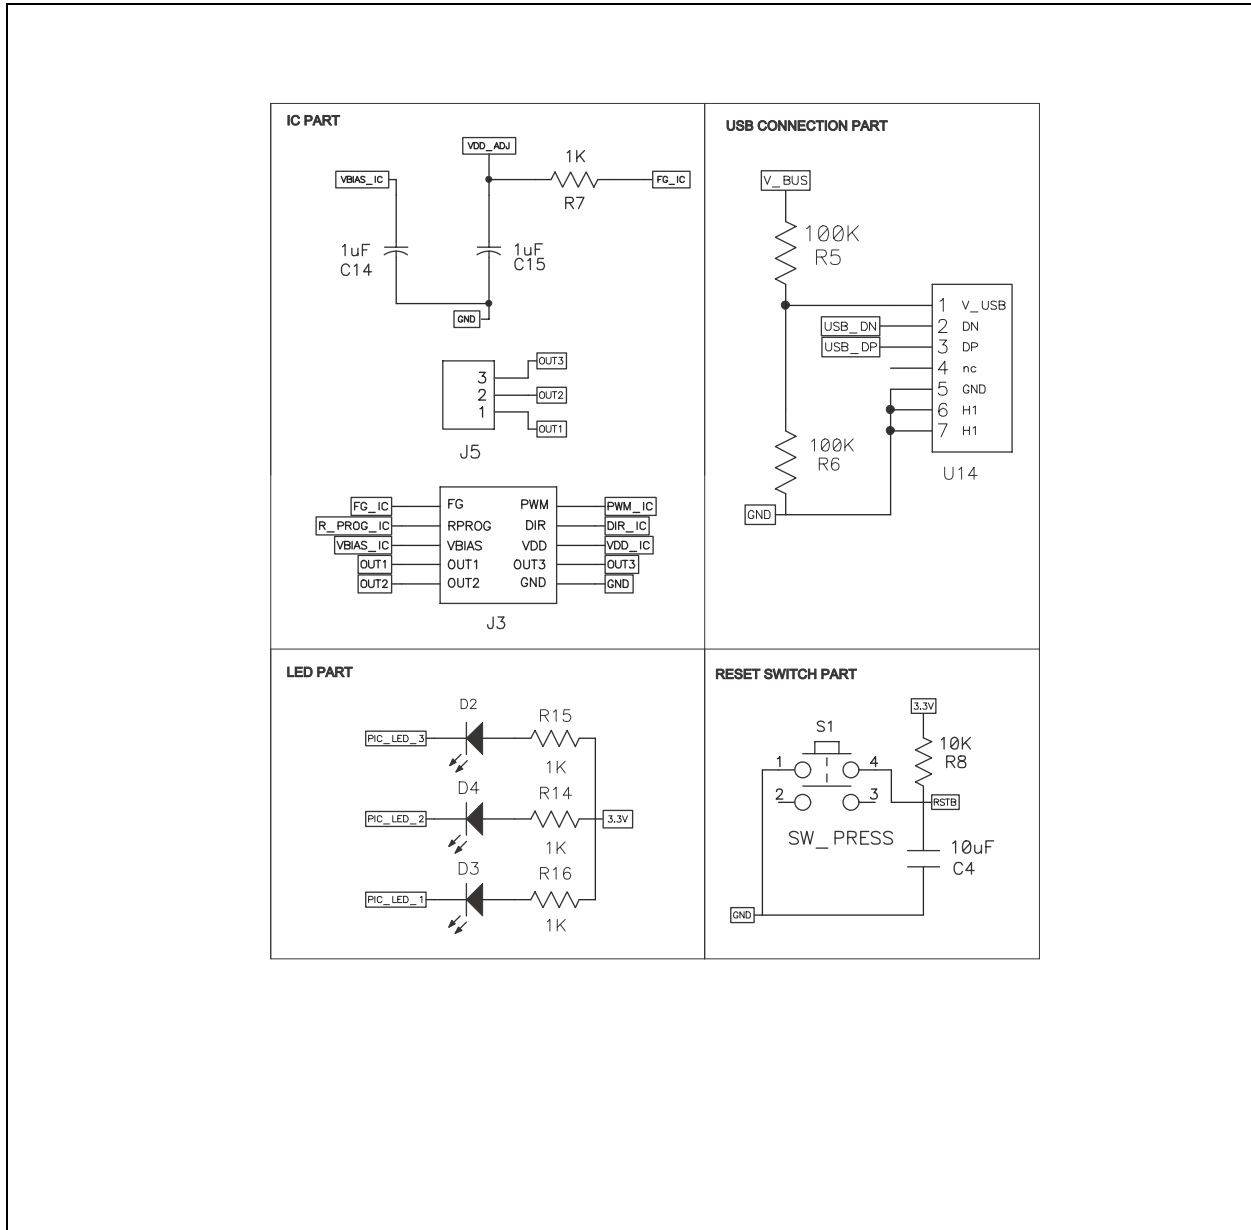 IC PART
VDD_ADJ
VBIAS_IC
1K
R7
FG_IC
1uF
C14
1uF
C15
GND
OUT3
3
2
OUT2
1
OUT1
J5
FG_IC
FG
PWM
PWM_IC
R_PROG_IC
RPROG
DIR
DIR_IC
VBIAS_IC
VBIAS
VDD
VDD_IC
OUT1
OUT1
OUT3
OUT3
OUT2
OUT2
GND
GND
J3
USB CONNECTION PART
V_BUS
100K
R5
1 V_USB
USB_DN
2 DN
USB_DP
3 DP
4 nc
5 GND
6 H1
7 H1
U14
100K
R6
GND
LED PART
D2
R15
PIC_LED_3
1K
D4
R14
PIC_LED_2
3.3V
1K
D3
R16
PIC_LED_1
1K
RESET SWITCH PART
3.3V
S1
10K
R8
1
4
2
3
RSTB
SW_PRESS
10uF
C4
GND